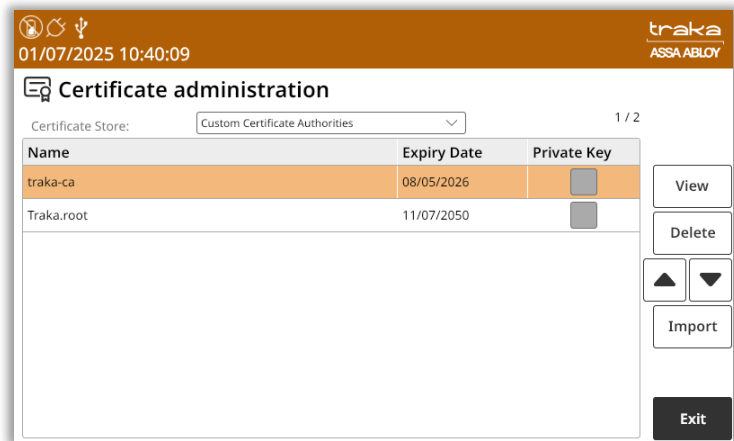 traka
01/07/2025 10:40:09
ASSA ABLOY
Certificate administration
Certificate Store: Custom Certificate Authorities 1 / 2
Name Expiry Date Private Key
traka-ca 08/05/2026
View
Traka.root 11/07/2050
Delete
Import
Exit